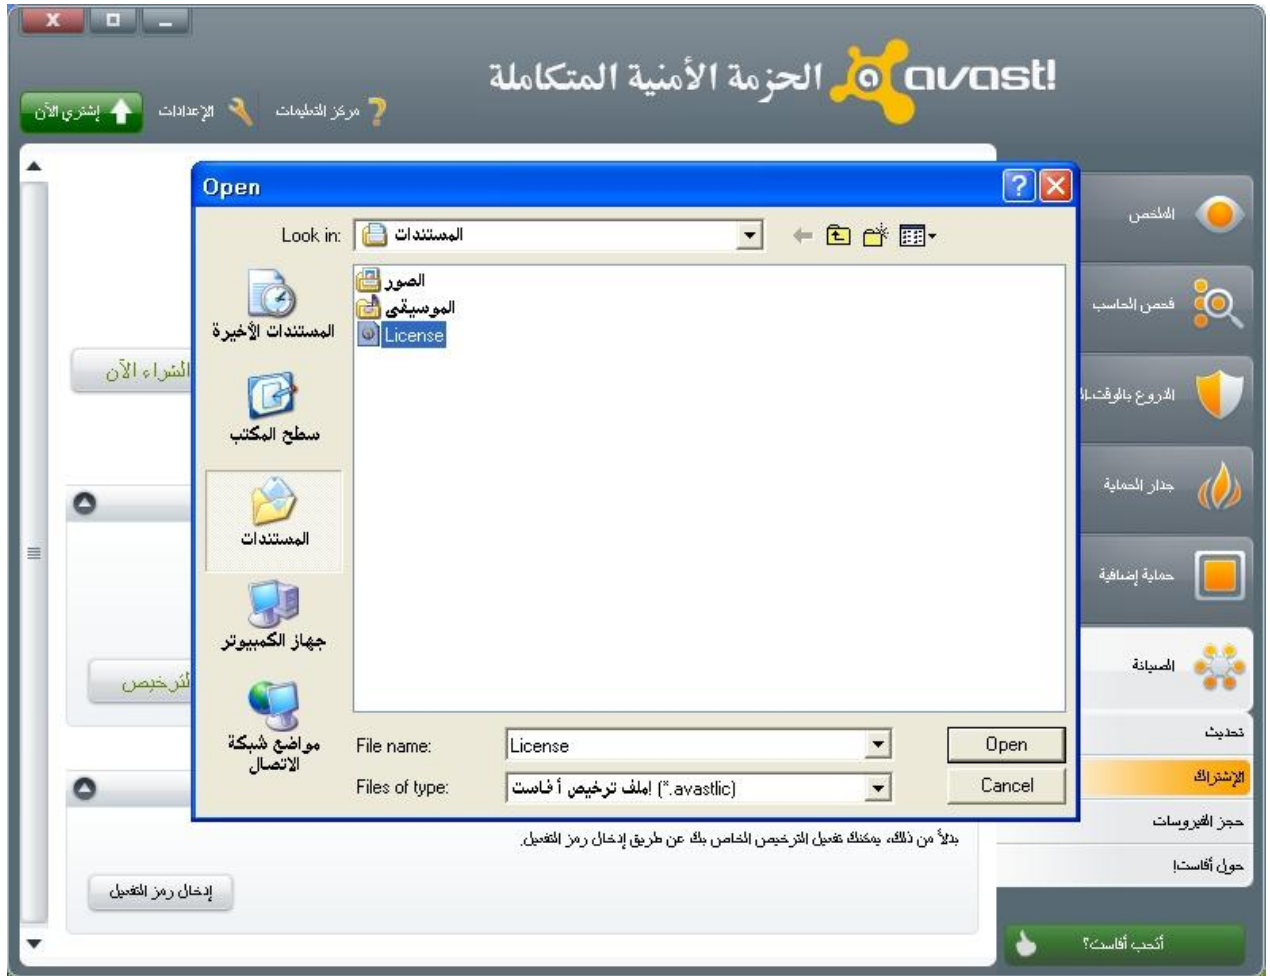 avast! الحزمة الأمنية المتكاملة
مركز التعليمات
الإعدادات
إشتري الآن
Open
Look in:
المستندات
المستندات الأخيرة
سطح المكتب
المستندات
جهاز الكمبيوتر
مواضع شبكة
الاتصال
الصور
الموسيقى
License
File name:
License
Open
Files of type:
ملف ترخيص أفاست! (*.avastlic)
Cancel
الملخص
فحص الحاسب
الدروع بالوقت
جدار الحماية
حماية إضافية
الصيانة
تحديث
الإشتراك
حجز الفيروسات
حول أفاست!
أتحب أفاست؟
الشراء الآن
الترخيص
بدلاً من ذلك، يمكنك تفعيل الترخيص الخاص بك عن طريق إدخال رمز التفعيل.
إدخال رمز التفعيل